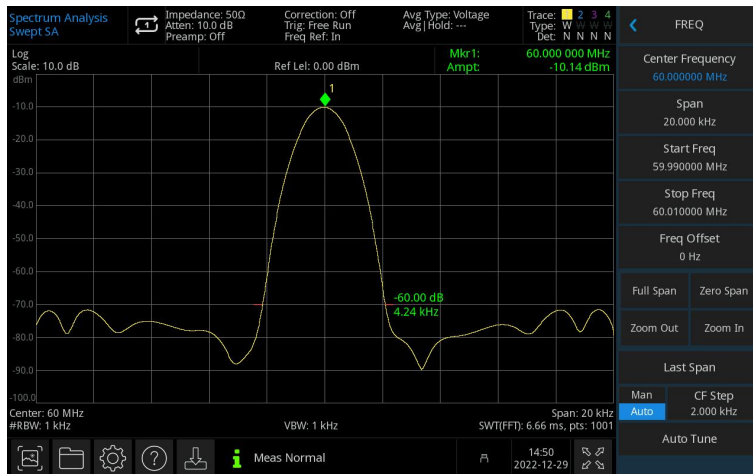 Spectrum Analysis
Swept SA
Impedance: 50Ω
Atten: 10.0 dB
Preamp: Off
Correction: Off
Trig: Free Run
Freq Ref: In
Avg Type: Voltage
Avg|Hold: ---
Trace: 1 2 3 4
Type: W W W W
Det: N N N N
Log
Scale: 10.0 dB
Ref Lel: 0.00 dBm
Mkr1: 60.000 000 MHz
Ampt: -10.14 dBm
dBm
-10.0
-20.0
-30.0
-40.0
-50.0
-60.0
-70.0
-80.0
-90.0
-100.0
1
-60.00 dB
4.24 kHz
Center: 60 MHz
#RBW: 1 kHz
VBW: 1 kHz
Span: 20 kHz
SWT(FFT): 6.66 ms, pts: 1001
Meas Normal
14:50
2022-12-29
FREQ
Center Frequency
60.000000 MHz
Span
20.000 kHz
Start Freq
59.990000 MHz
Stop Freq
60.010000 MHz
Freq Offset
0 Hz
Full Span
Zero Span
Zoom Out
Zoom In
Last Span
Man
Auto
CF Step
2.000 kHz
Auto Tune